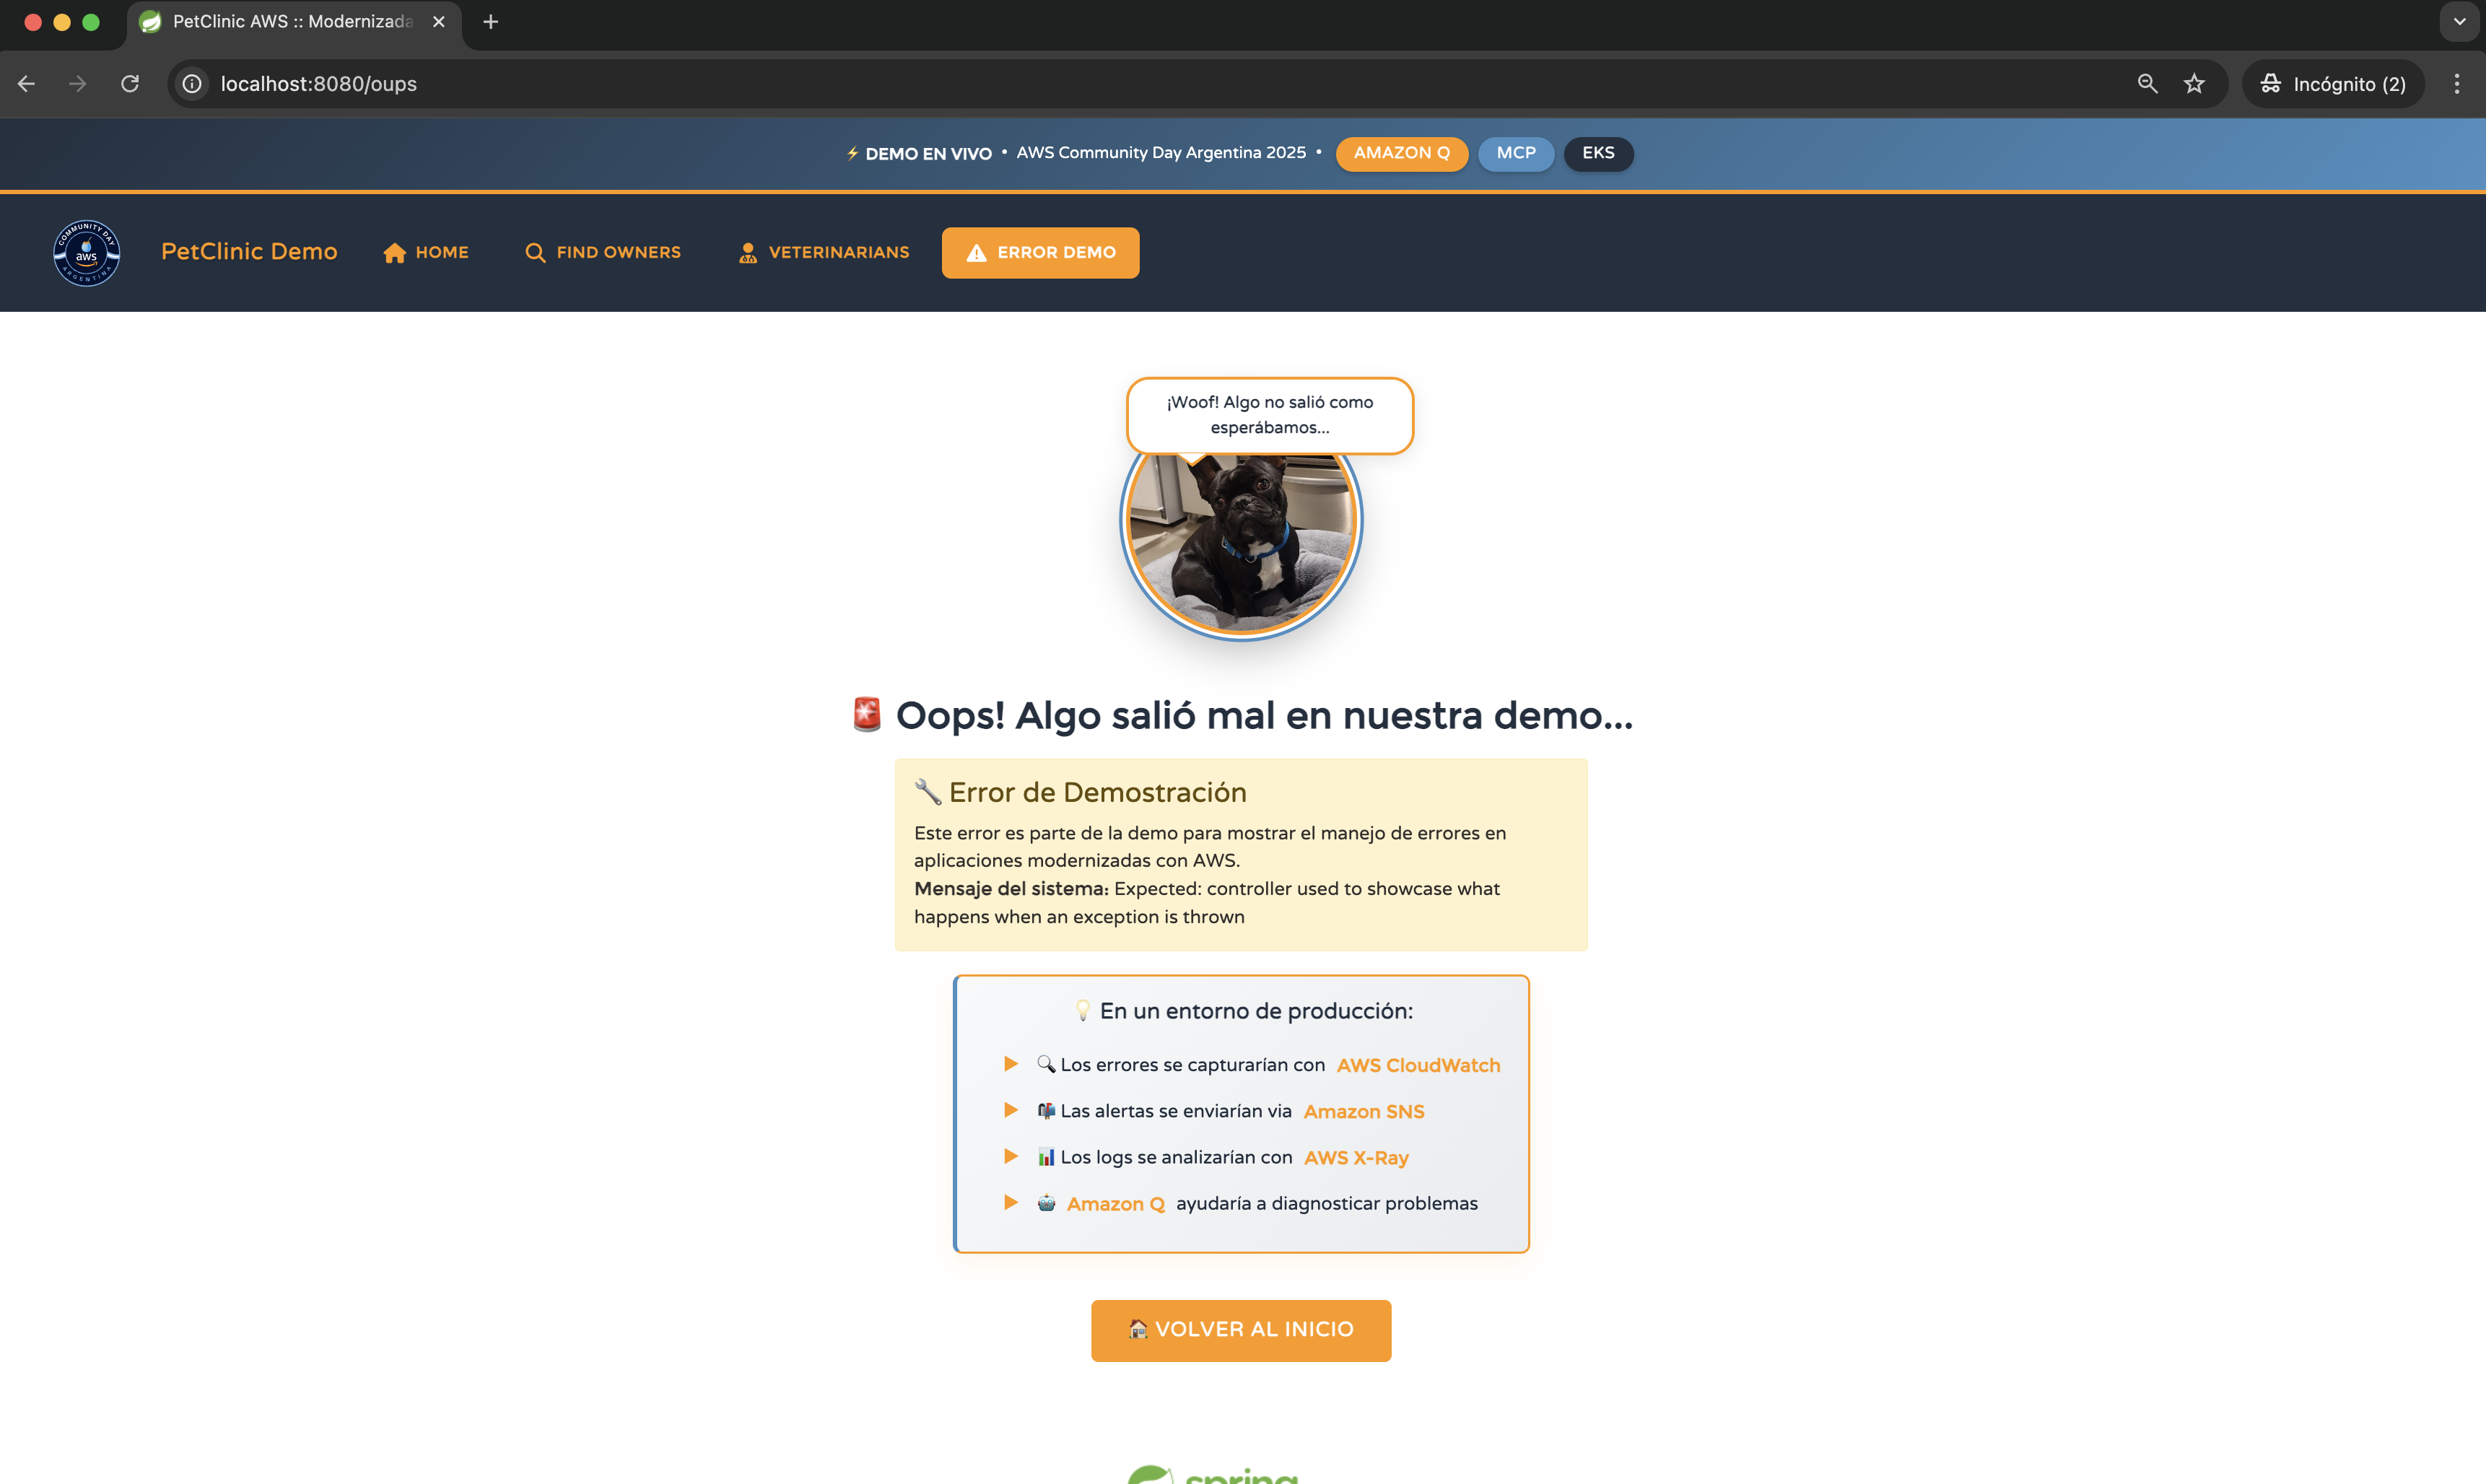 PetClinic AWS :: Modernizada
localhost:8080/oups
Incógnito (2)
⚡ DEMO EN VIVO • AWS Community Day Argentina 2025 • AMAZON Q MCP EKS
COMMUNITY DAY
aws
ARGENTINA
PetClinic Demo HOME FIND OWNERS VETERINARIANS ERROR DEMO
¡Woof! Algo no salió como
esperábamos...
🚨 Oops! Algo salió mal en nuestra demo...
🔧 Error de Demostración
Este error es parte de la demo para mostrar el manejo de errores en
aplicaciones modernizadas con AWS.
Mensaje del sistema: Expected: controller used to showcase what
happens when an exception is thrown
💡 En un entorno de producción:
▶ 🔍 Los errores se capturarían con AWS CloudWatch
▶ 📬 Las alertas se enviarían via Amazon SNS
▶ 📊 Los logs se analizarían con AWS X-Ray
▶ 🤖 Amazon Q ayudaría a diagnosticar problemas
🏠 VOLVER AL INICIO
spring